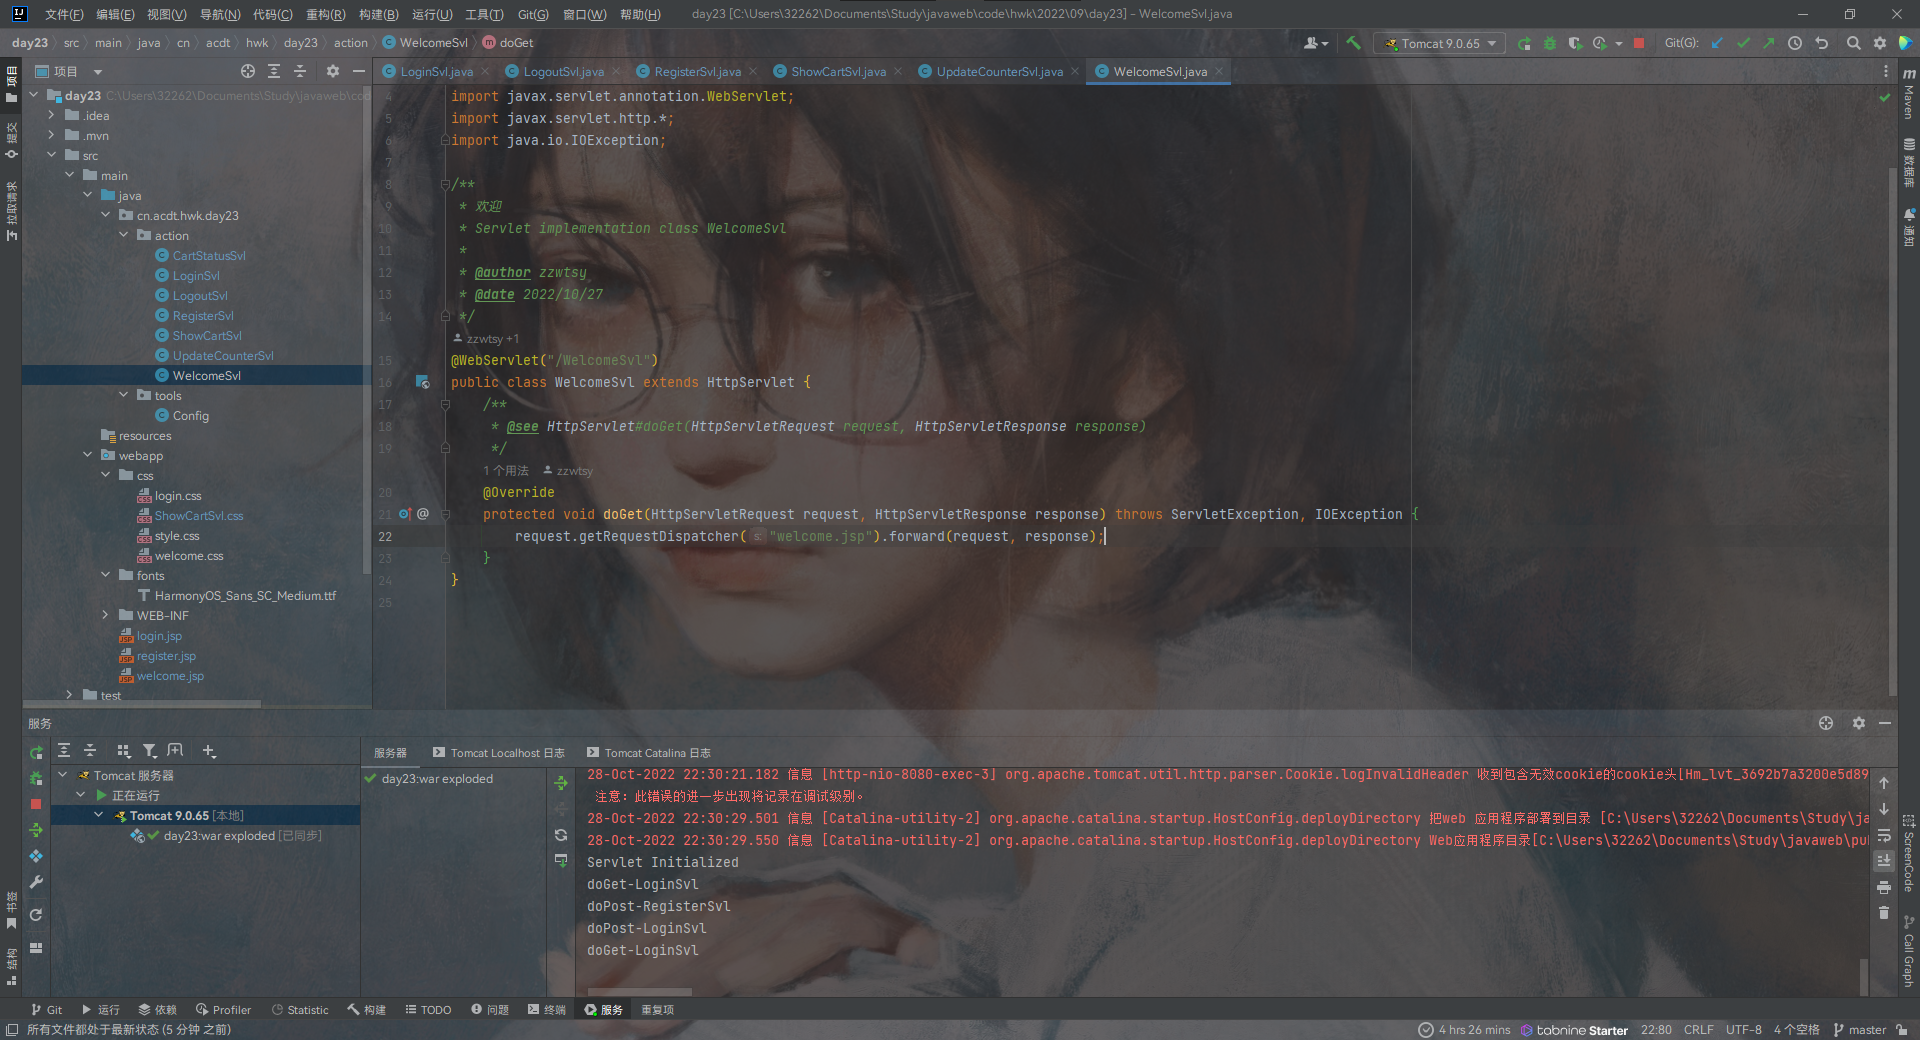 文件(F) 编辑(E) 视图(V) 导航(N) 代码(C) 重构(R) 构建(B) 运行(U) 工具(T) Git(G) 窗口(W) 帮助(H) day23 [C:\Users\32262\Documents\Study\javaweb\code\hwk\2022\09\day23] - WelcomeSvl.java
day23 src main java cn acdt hwk day23 action WelcomeSvl doGet Tomcat 9.0.65 Git(G):
项目 LoginSvl.java LogoutSvl.java RegisterSvl.java ShowCartSvl.java UpdateCounterSvl.java WelcomeSvl.java
项目
提交
拉取请求
书签
结构
day23 C:\Users\32262\Documents\Study\javaweb\cod
.idea
.mvn
src
main
java
cn.acdt.hwk.day23
action
CartStatusSvl
LoginSvl
LogoutSvl
RegisterSvl
ShowCartSvl
UpdateCounterSvl
WelcomeSvl
tools
Config
resources
webapp
css
login.css
ShowCartSvl.css
style.css
welcome.css
fonts
HarmonyOS_Sans_SC_Medium.ttf
WEB-INF
login.jsp
register.jsp
welcome.jsp
test
4 import javax.servlet.annotation.WebServlet;
5 import javax.servlet.http.*;
6 import java.io.IOException;
7
8 /**
9 * 欢迎
10 * Servlet implementation class WelcomeSvl
11 *
12 * @author zzwtsy
13 * @date 2022/10/27
14 */
zzwtsy +1
15 @WebServlet("/WelcomeSvl")
16 public class WelcomeSvl extends HttpServlet {
17 /**
18 * @see HttpServlet#doGet(HttpServletRequest request, HttpServletResponse response)
19 */
1 个用法 zzwtsy
20 @Override
21 protected void doGet(HttpServletRequest request, HttpServletResponse response) throws ServletException, IOException {
22 request.getRequestDispatcher( s: "welcome.jsp").forward(request, response);
23 }
24 }
25
Maven
数据库
通知
ScreenCode
Call Graph
服务
Tomcat 服务器
正在运行
Tomcat 9.0.65 [本地]
day23:war exploded [已同步]
服务器 Tomcat Localhost 日志 Tomcat Catalina 日志
day23:war exploded
28-Oct-2022 22:30:21.182 信息 [http-nio-8080-exec-3] org.apache.tomcat.util.http.parser.Cookie.logInvalidHeader 收到包含无效cookie的cookie头[Hm_lvt_3692b7a3200e5d89
注意：此错误的进一步出现将记录在调试级别。
28-Oct-2022 22:30:29.501 信息 [Catalina-utility-2] org.apache.catalina.startup.HostConfig.deployDirectory 把web 应用程序部署到目录 [C:\Users\32262\Documents\Study\ja
28-Oct-2022 22:30:29.550 信息 [Catalina-utility-2] org.apache.catalina.startup.HostConfig.deployDirectory Web应用程序目录[C:\Users\32262\Documents\Study\javaweb\pu
Servlet Initialized
doGet-LoginSvl
doPost-RegisterSvl
doPost-LoginSvl
doGet-LoginSvl
Git 运行 依赖 Profiler Statistic 构建 TODO 问题 终端 服务 重复项
所有文件都处于最新状态 (5 分钟 之前) 4 hrs 26 mins tabnine Starter 22:80 CRLF UTF-8 4 个空格 master